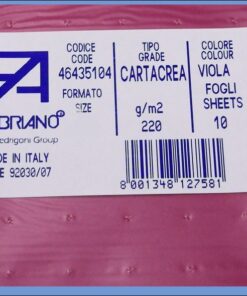 CODICE
CODE
46435104
FORMATO
SIZE
TIPO
GRADE
CARTACREA
g/m2
220
COLORE
COLOUR
VIOLA
FOGLI
SHEETS
10
BRIANO®
edrigoni Group
DE IN ITALY
E 92030/07
8 001348 127581